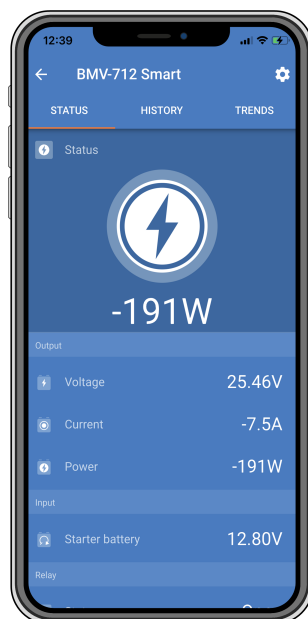 12:39
BMV-712 Smart
STATUS HISTORY TRENDS
Status
-191W
Output
Voltage 25.46V
Current -7.5A
Power -191W
Input
Starter battery 12.80V
Relay